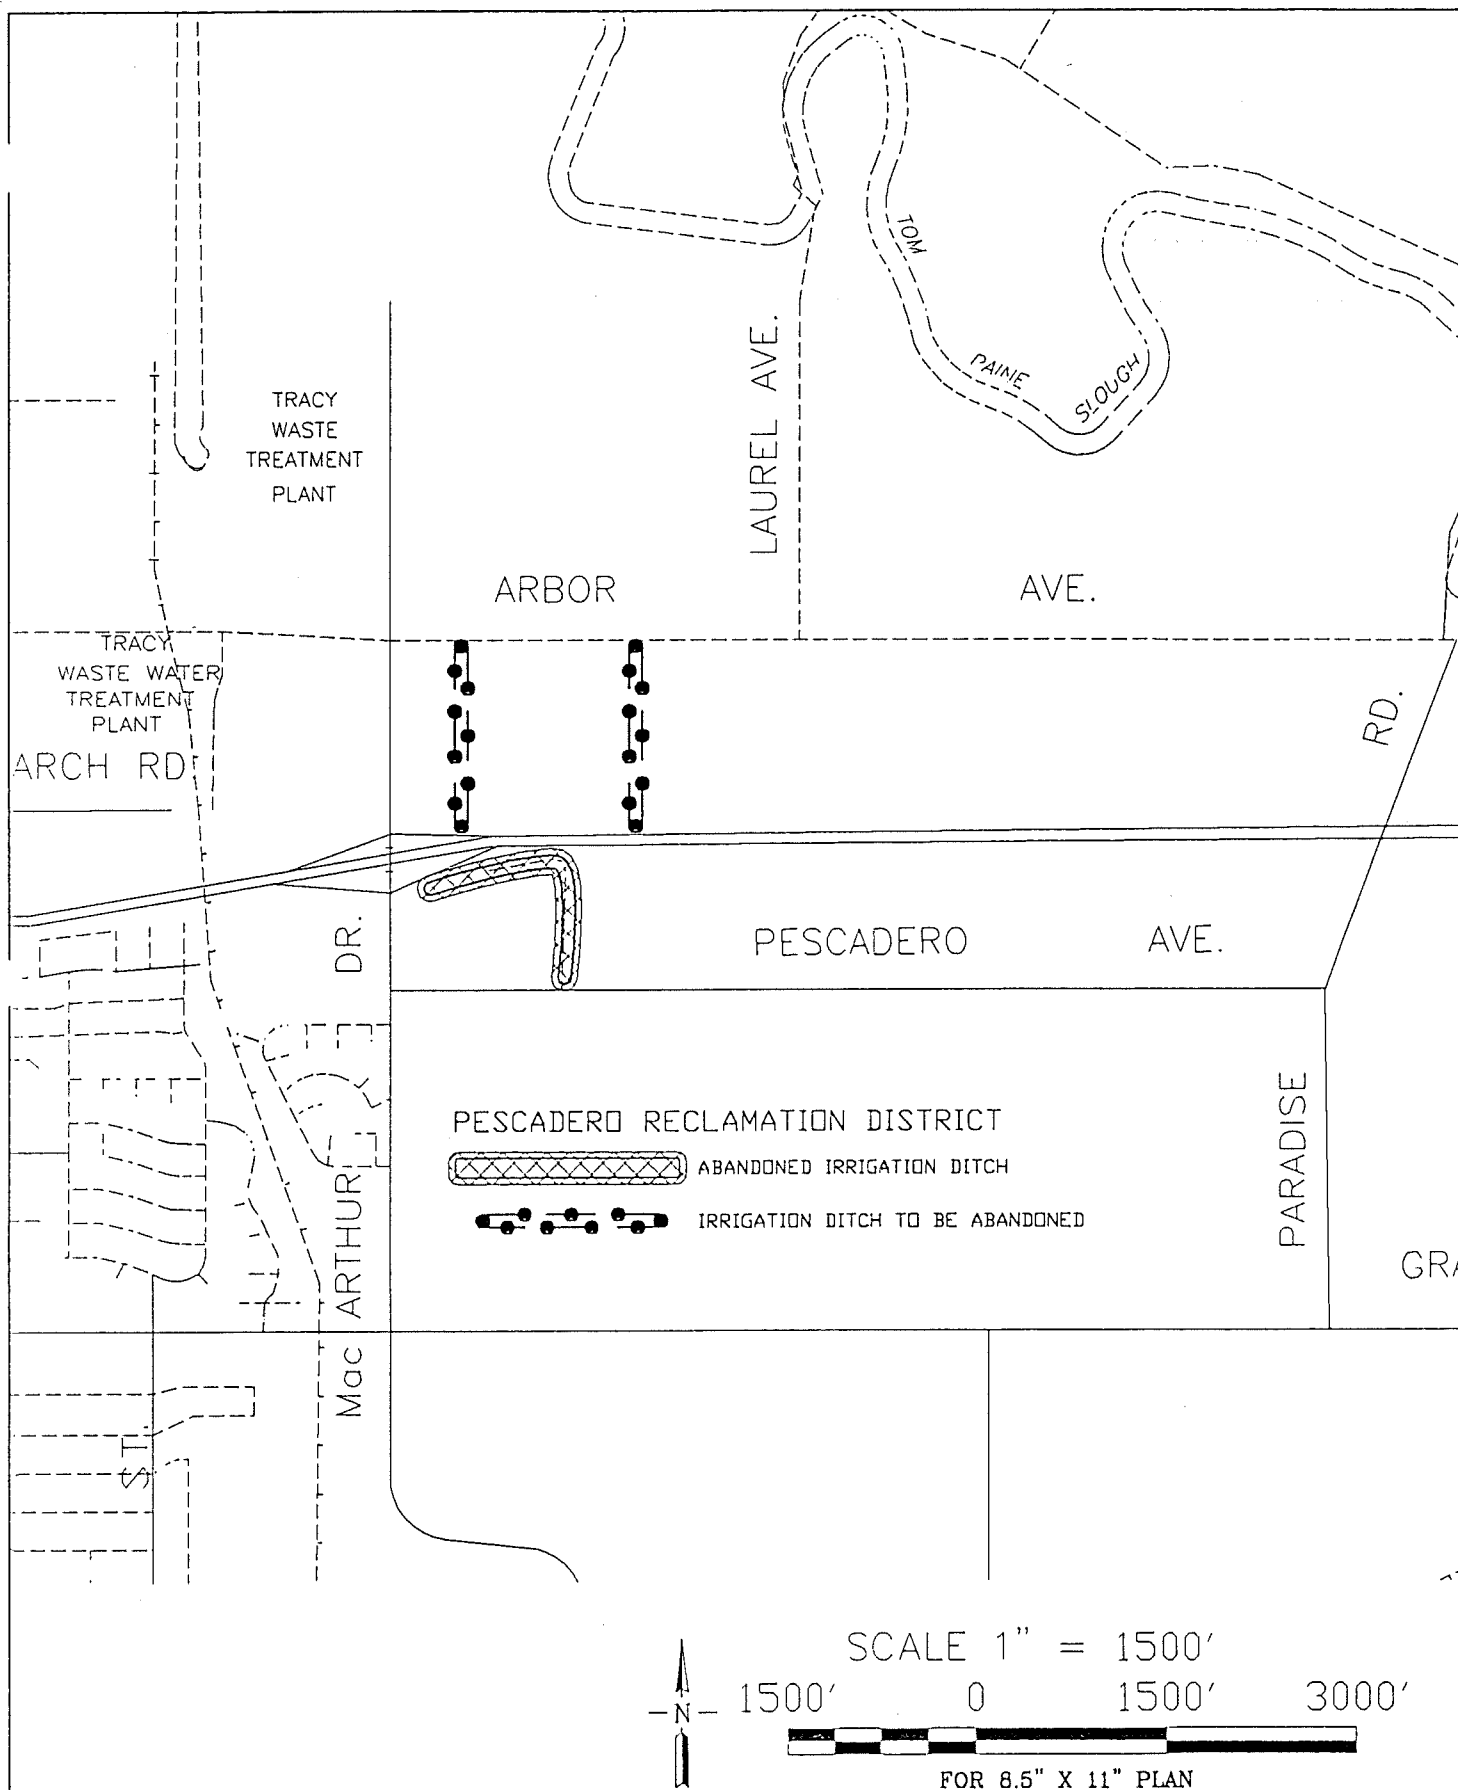 TOM
PAINE
SLOUGH
LAUREL AVE.
TRACY
WASTE
TREATMENT
PLANT
ARBOR AVE.
TRACY
WASTE WATER
TREATMENT
PLANT
ARCH RD
RD.
DR.
PESCADERO AVE.
PESCADERO RECLAMATION DISTRICT
ABANDONED IRRIGATION DITCH
IRRIGATION DITCH TO BE ABANDONED
PARADISE
Mac ARTHUR
GRA
ST.
SCALE 1" = 1500'
1500' 0 1500' 3000'
-N-
FOR 8.5" X 11" PLAN